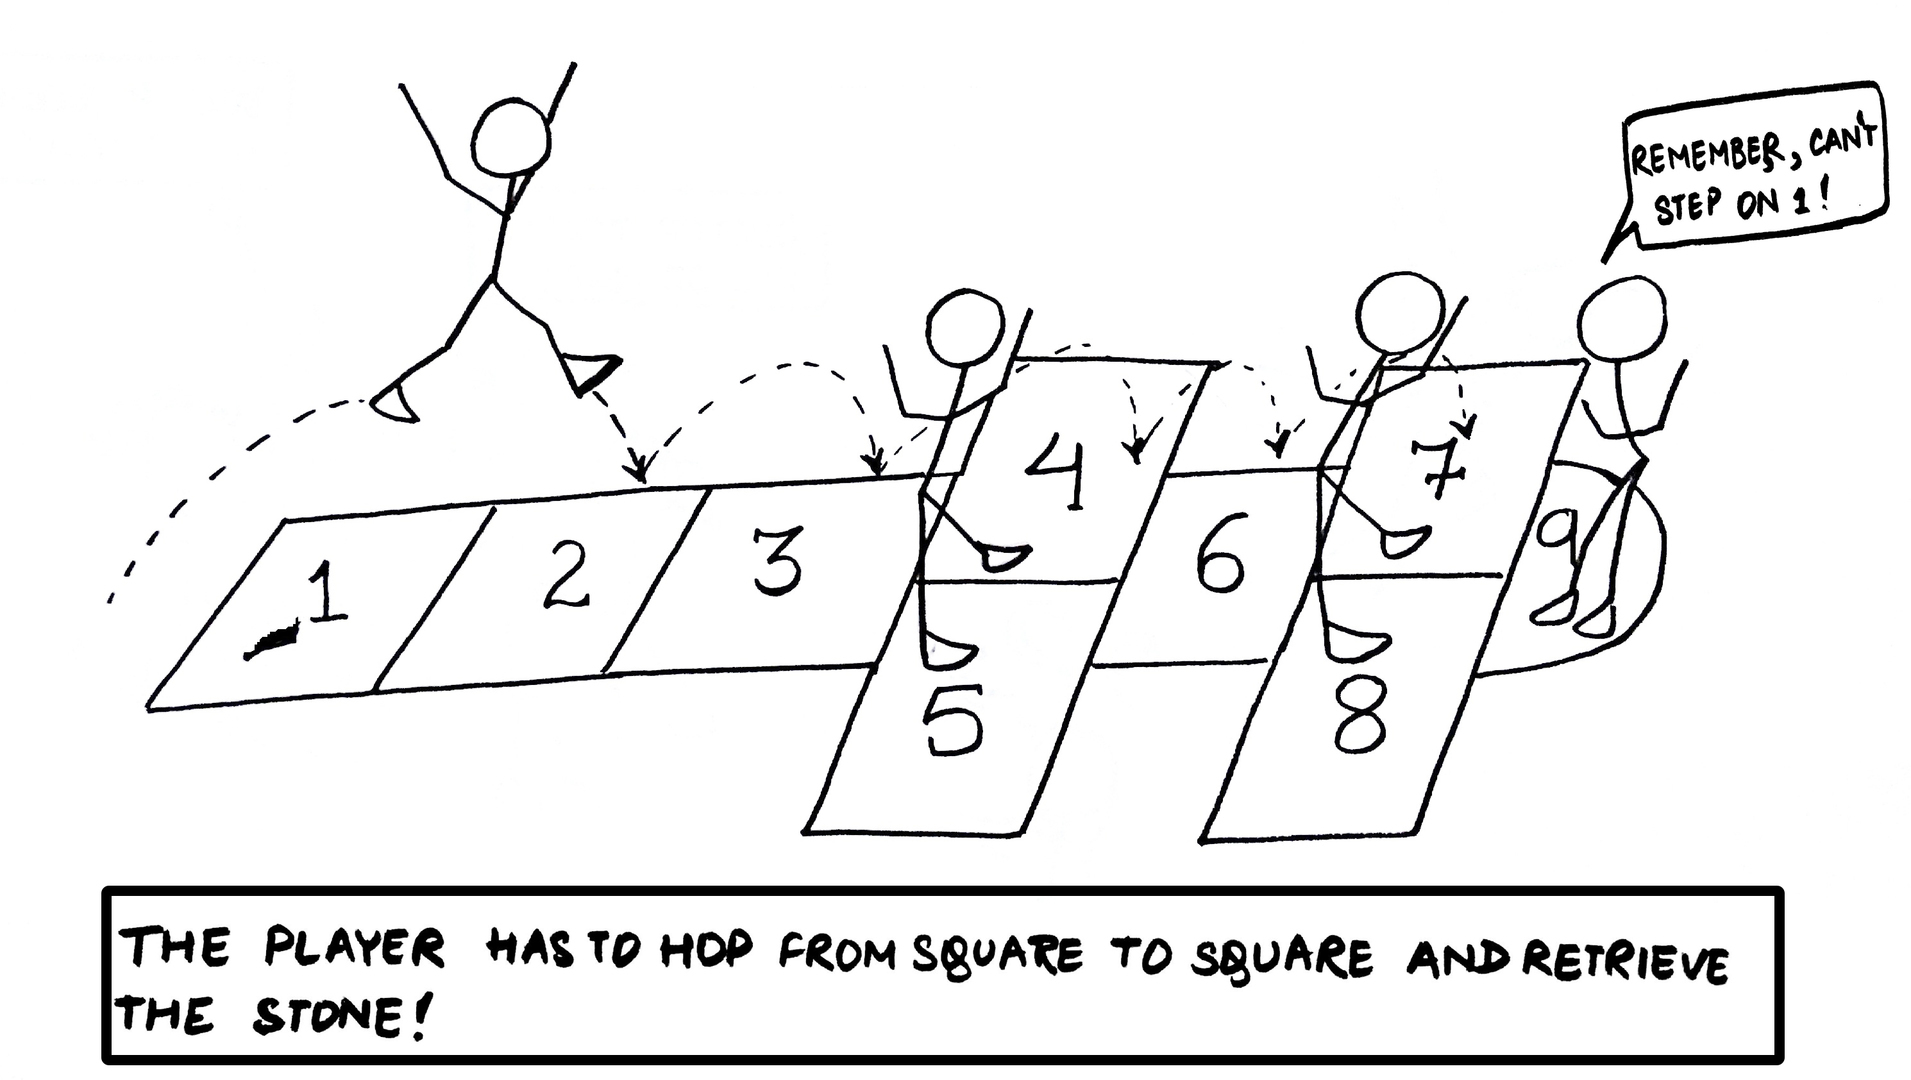 REMEMBER, CAN'T
STEP ON 1!
4
7
1
2
3
6
9
5
8
THE PLAYER HAS TO HOP FROM SQUARE TO SQUARE AND RETRIEVE
THE STONE!